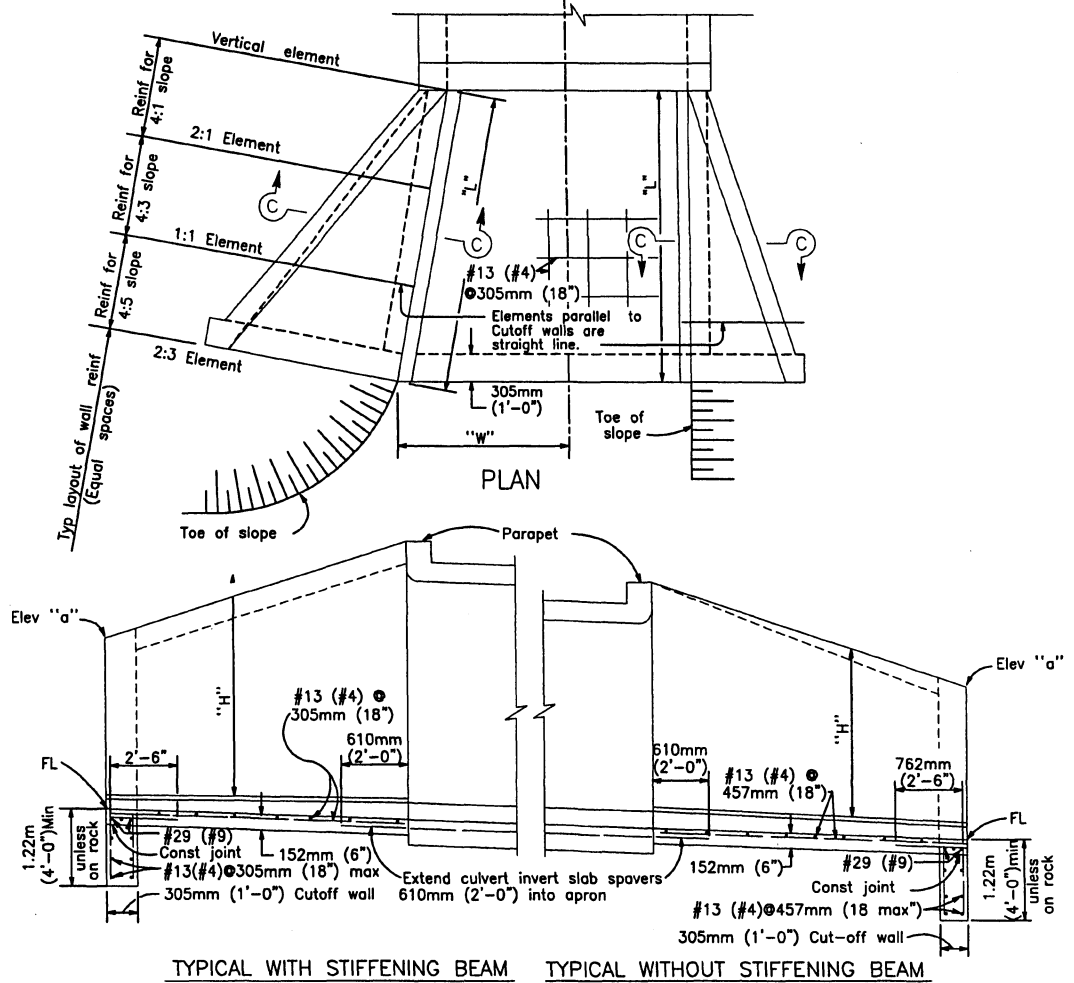 Vertical element
Reinf for
4:1 slope
2:1 Element
Reinf for
4:3 slope
C
"L"
"L"
C
C
C
1:1 Element
#13 (#4)
@305mm (18")
Reinf for
4:5 slope
Elements parallel to
Cutoff walls are
straight line.
2:3 Element
305mm
(1'-0")
Toe of
slope
"W"
Typ layout of wall reinf
(Equal spaces)
PLAN
Toe of slope
Parapet
Elev "a"
Elev "a"
"H"
"H"
#13 (#4) @
305mm (18")
610mm
(2'-0")
2'-6"
FL
610mm
(2'-0")
#13 (#4) @
457mm (18")
762mm
(2'-6")
FL
1.22m
(4'-0")Min
unless
on rock
#29 (#9)
Const joint
#13(#4)@305mm (18") max
305mm (1'-0") Cutoff wall
152mm (6")
Extend culvert invert slab spavers
610mm (2'-0") into apron
152mm (6")
#29 (#9)
Const joint
#13 (#4)@457mm (18 max")
305mm (1'-0") Cut-off wall
1.22m
(4'-0")min
unless
on rock
TYPICAL WITH STIFFENING BEAM
TYPICAL WITHOUT STIFFENING BEAM